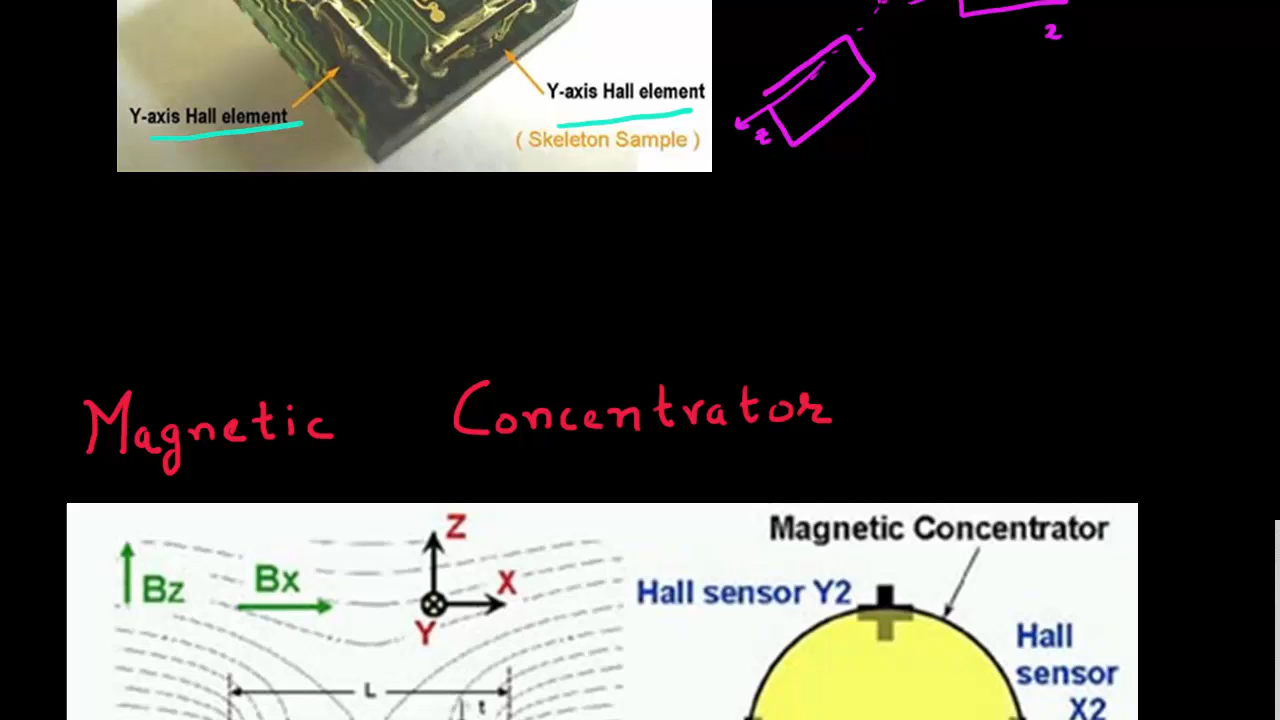 Y-axis Hall element
Y-axis Hall element
( Skeleton Sample )
z
2
Magnetic Concentrator
Z
Bz
Bx
X
Y
L
t
Magnetic Concentrator
Hall sensor Y2
Hall
sensor
X2